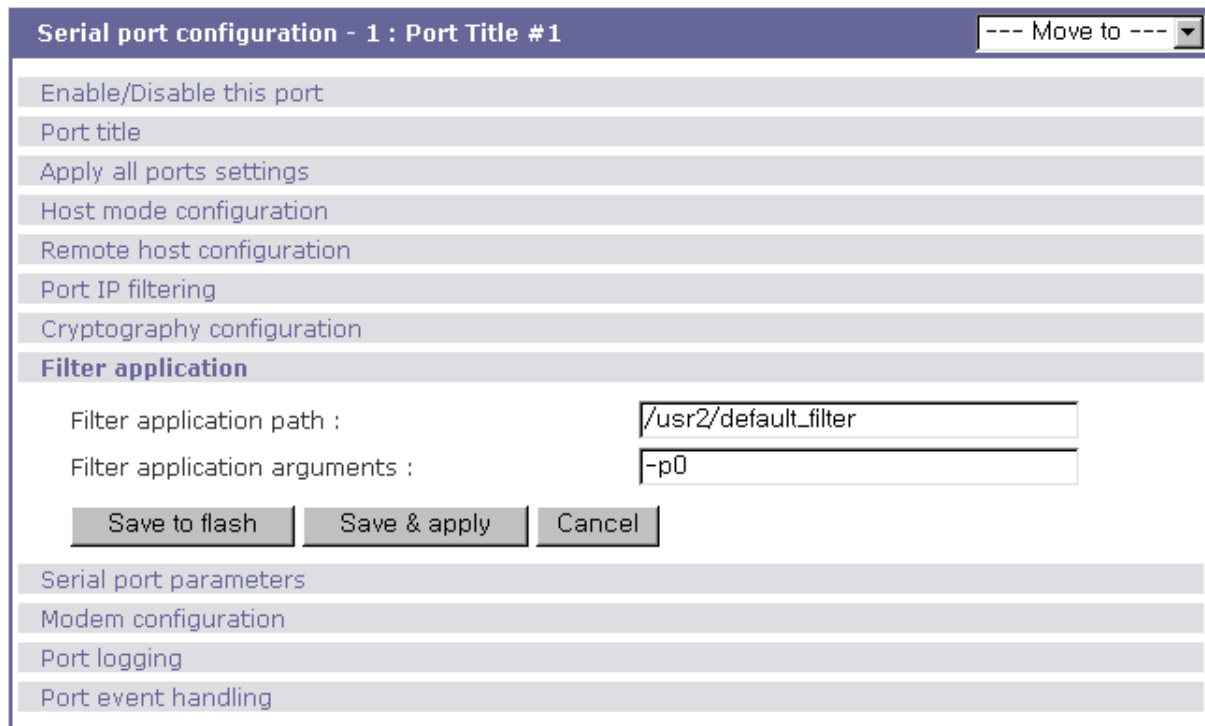 Serial port configuration - 1 : Port Title #1 --- Move to ---
Enable/Disable this port
Port title
Apply all ports settings
Host mode configuration
Remote host configuration
Port IP filtering
Cryptography configuration
Filter application
Filter application path : /usr2/default_filter
Filter application arguments : -p0
Save to flash Save & apply Cancel
Serial port parameters
Modem configuration
Port logging
Port event handling